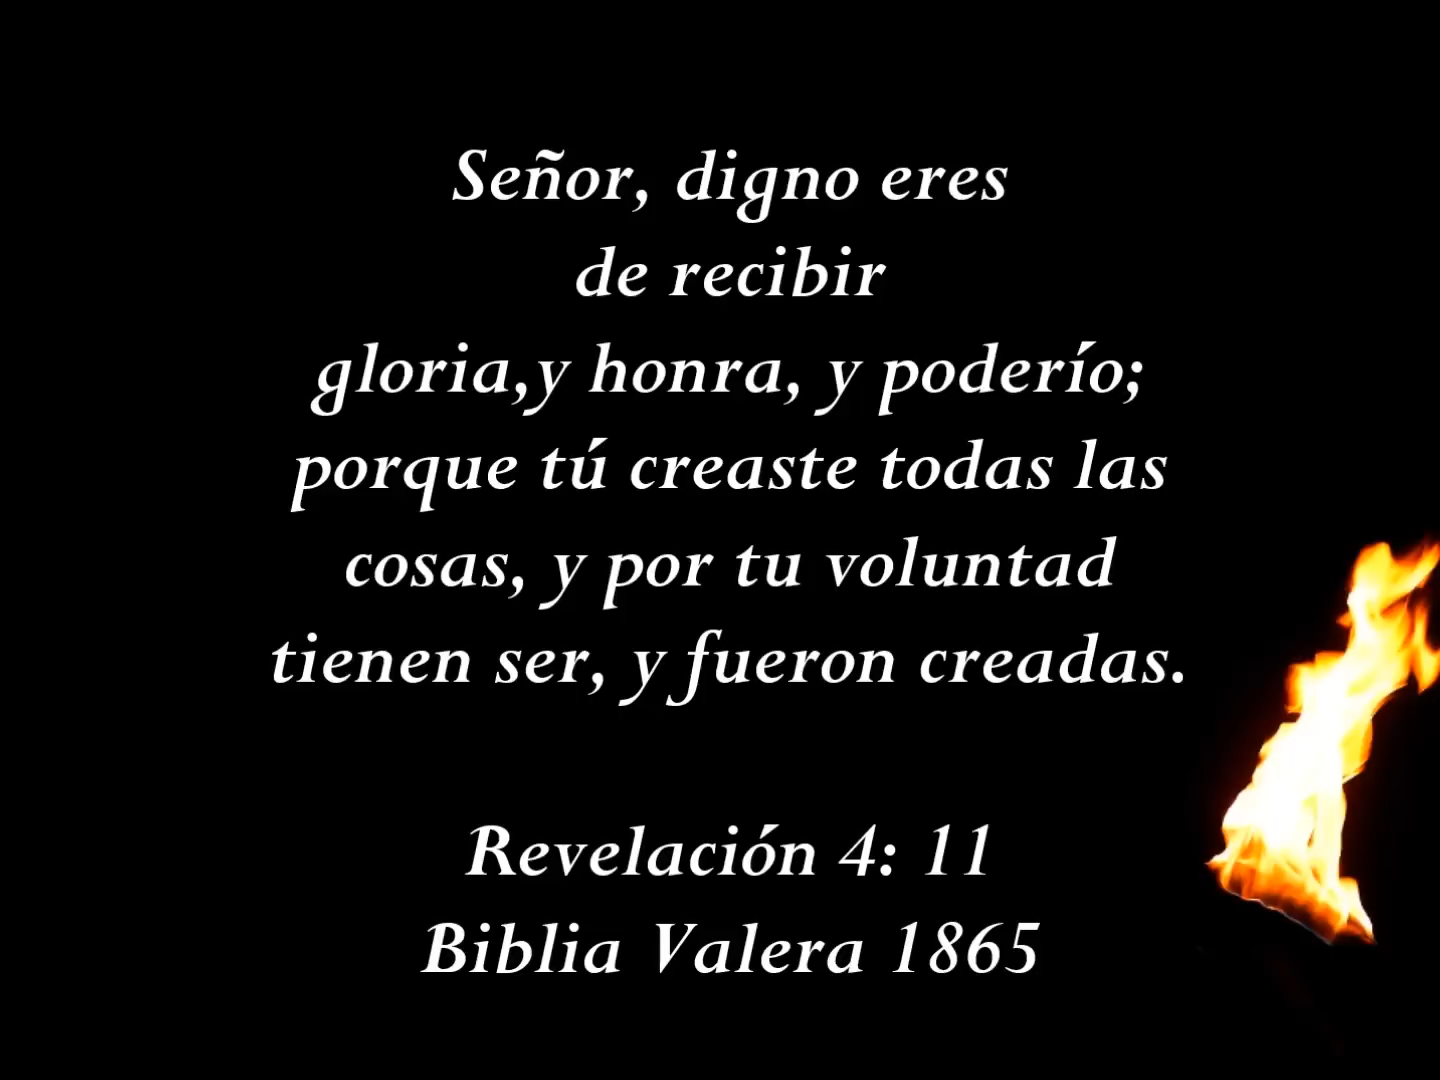 Señor, digno eres
de recibir
gloria,y honra, y poderío;
porque tú creaste todas las
cosas, y por tu voluntad
tienen ser, y fueron creadas.
Revelación 4: 11
Biblia Valera 1865